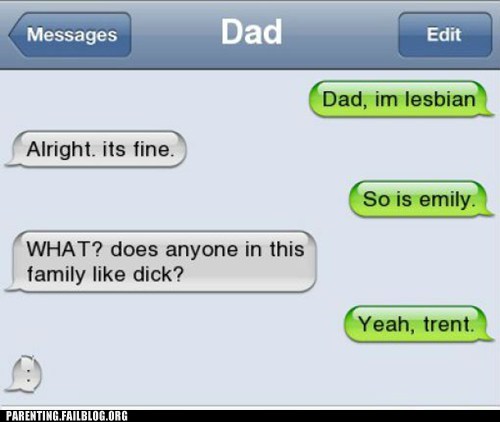 Messages
Dad
Edit
Dad, im lesbian
Alright. its fine.
So is emily.
WHAT? does anyone in this
family like dick?
Yeah, trent.
:
PARENTING.FAILBLOG.ORG